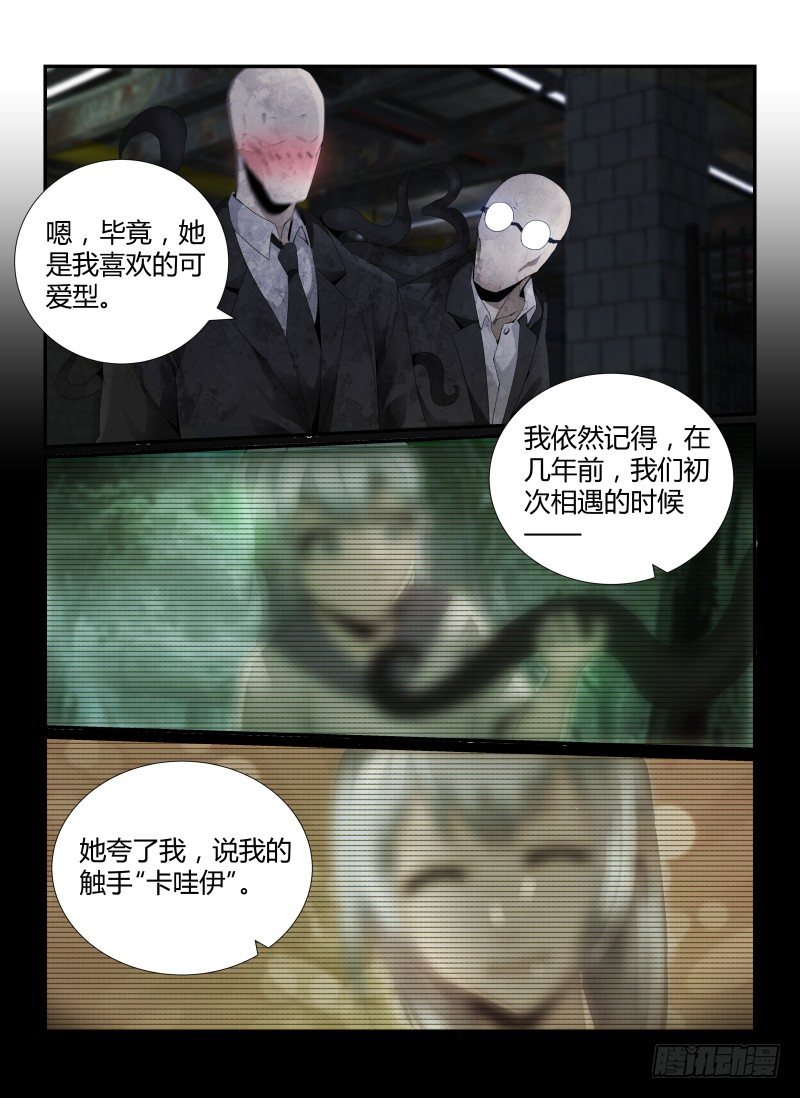 嗯，毕竟，她
是我喜欢的可
爱型。
我依然记得，在
几年前，我们初
次相遇的时候
——
她夸了我，说我的
触手“卡哇伊”。
腾讯动漫